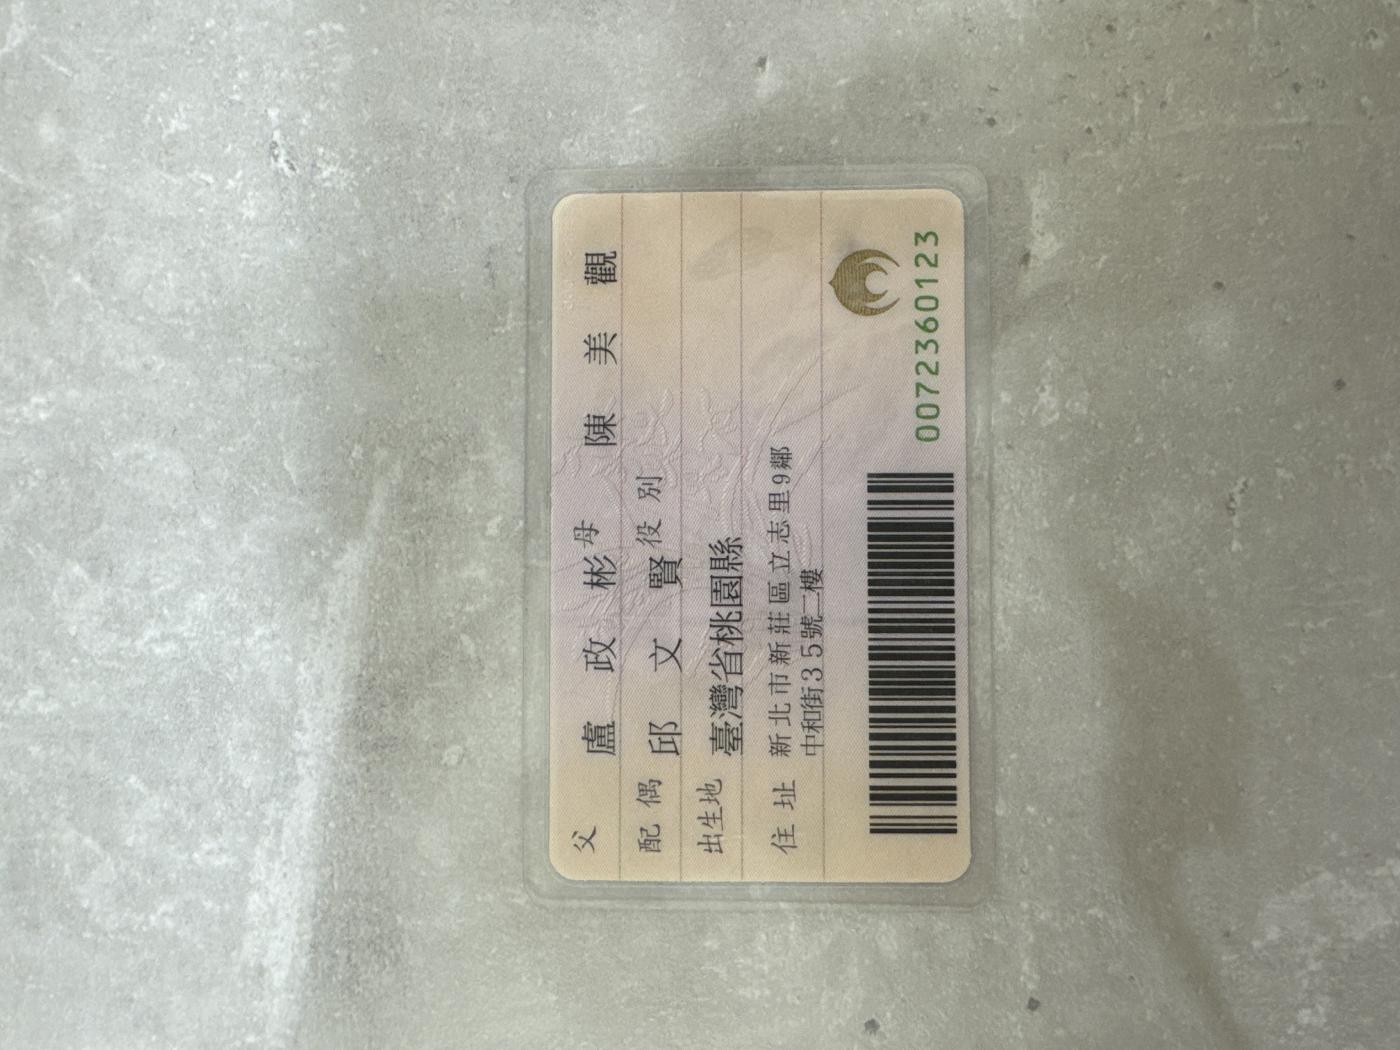 父 盧政彬 母 陳美觀
配偶 邱文賢 役別
出生地 臺灣省桃園縣
住址 新北市新莊區立志里9鄰
中和街35號二樓
0072360123